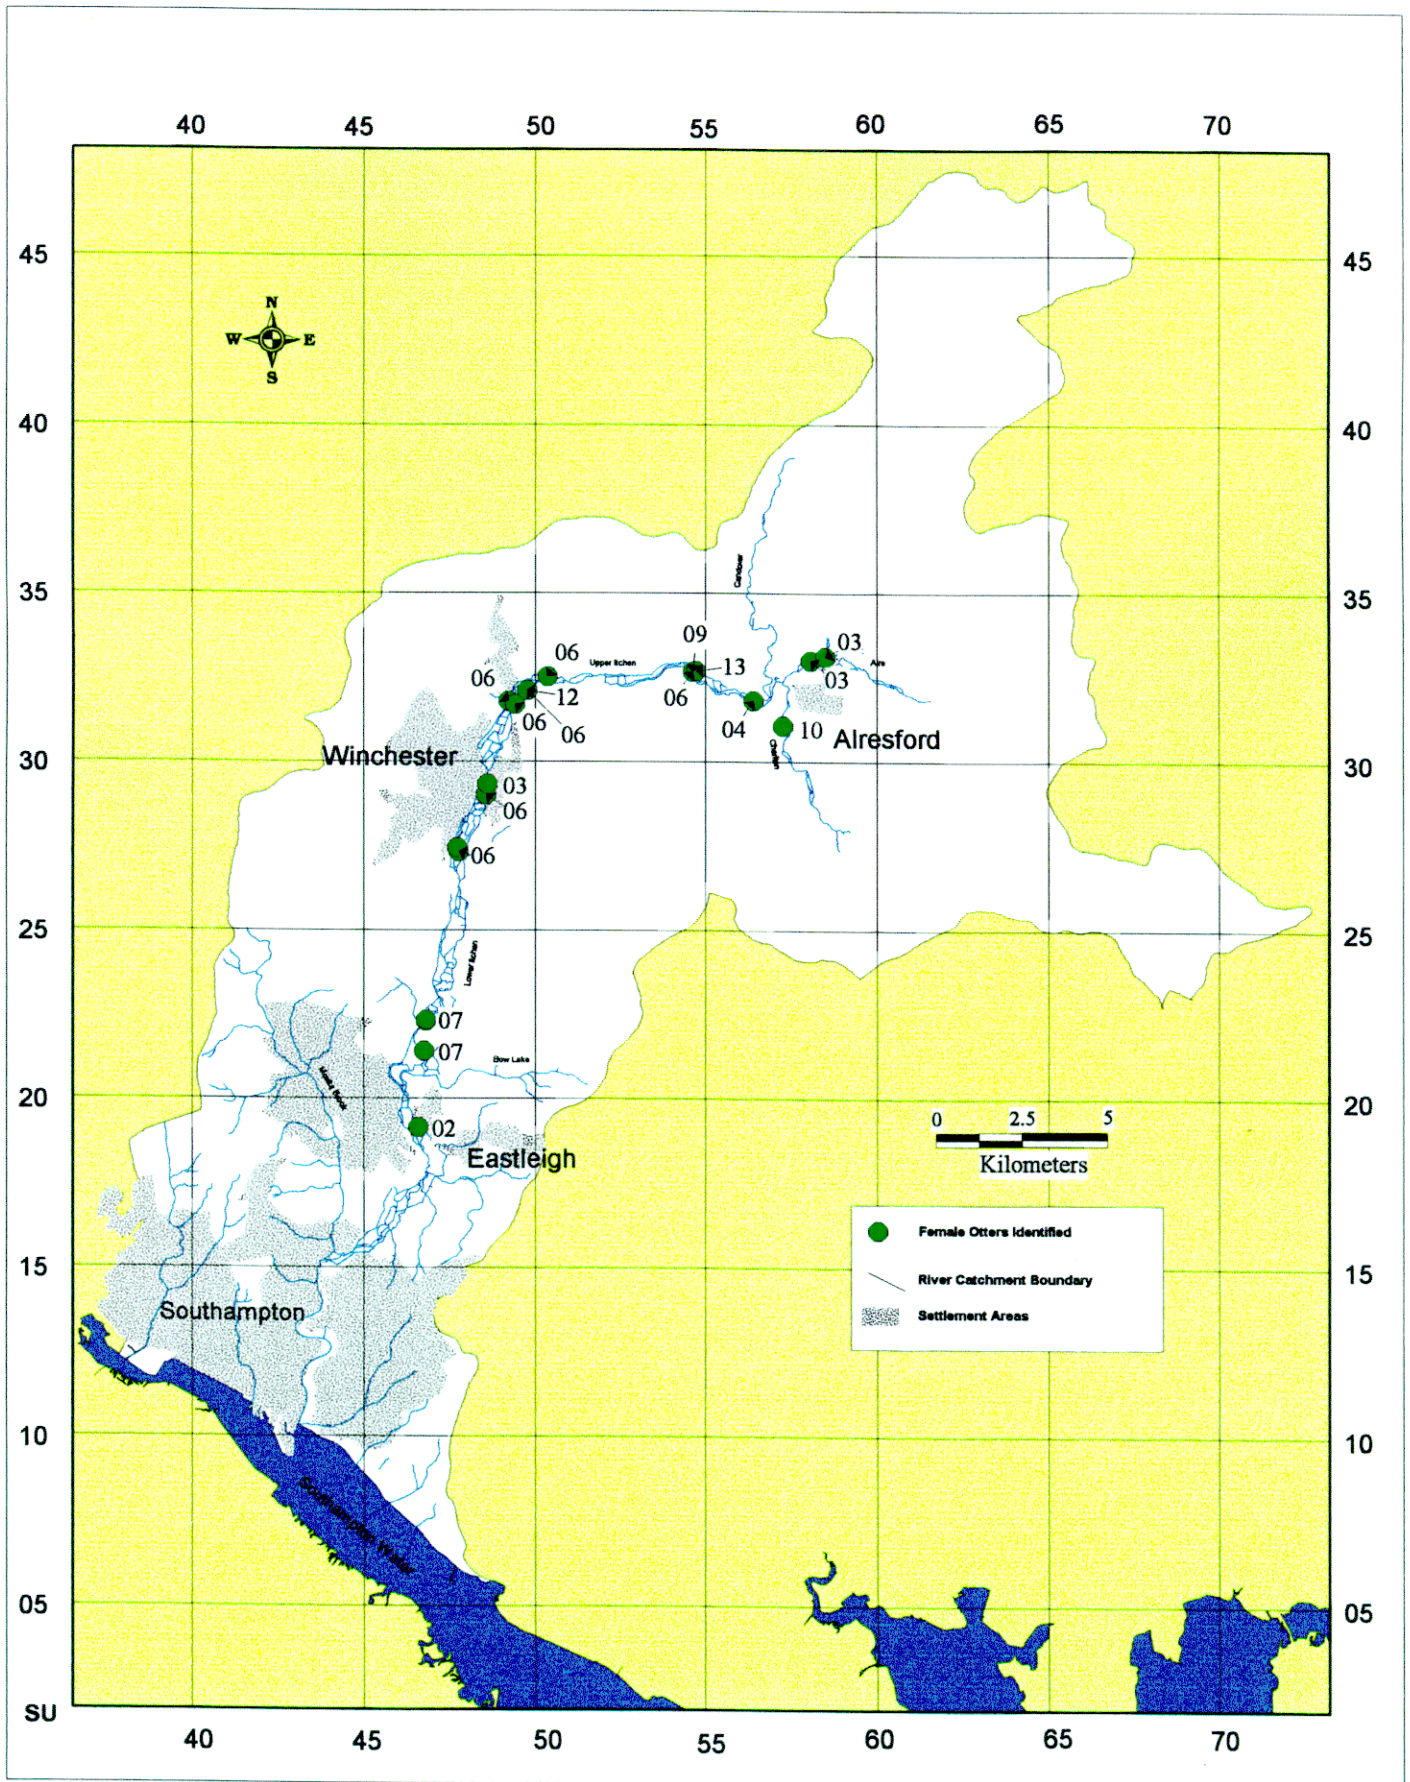 40 45 50 55 60 65 70
45 45
N
W E
S
40 40
Candover
35 35
09 03
06 06 Upper Itchen 13 Alre
03
12 06
06 06 04 10
Alresford
Winchester
30 30
03
06
06
25 25
Lower Itchen
07
07
Bow Lake
Monks Brook
20 20
0 2.5 5
02
Eastleigh
Kilometers
Female Otters Identified
15 River Catchment Boundary 15
Southampton
Settlement Areas
10 10
Southampton Water
05 05
SU
40 45 50 55 60 65 70